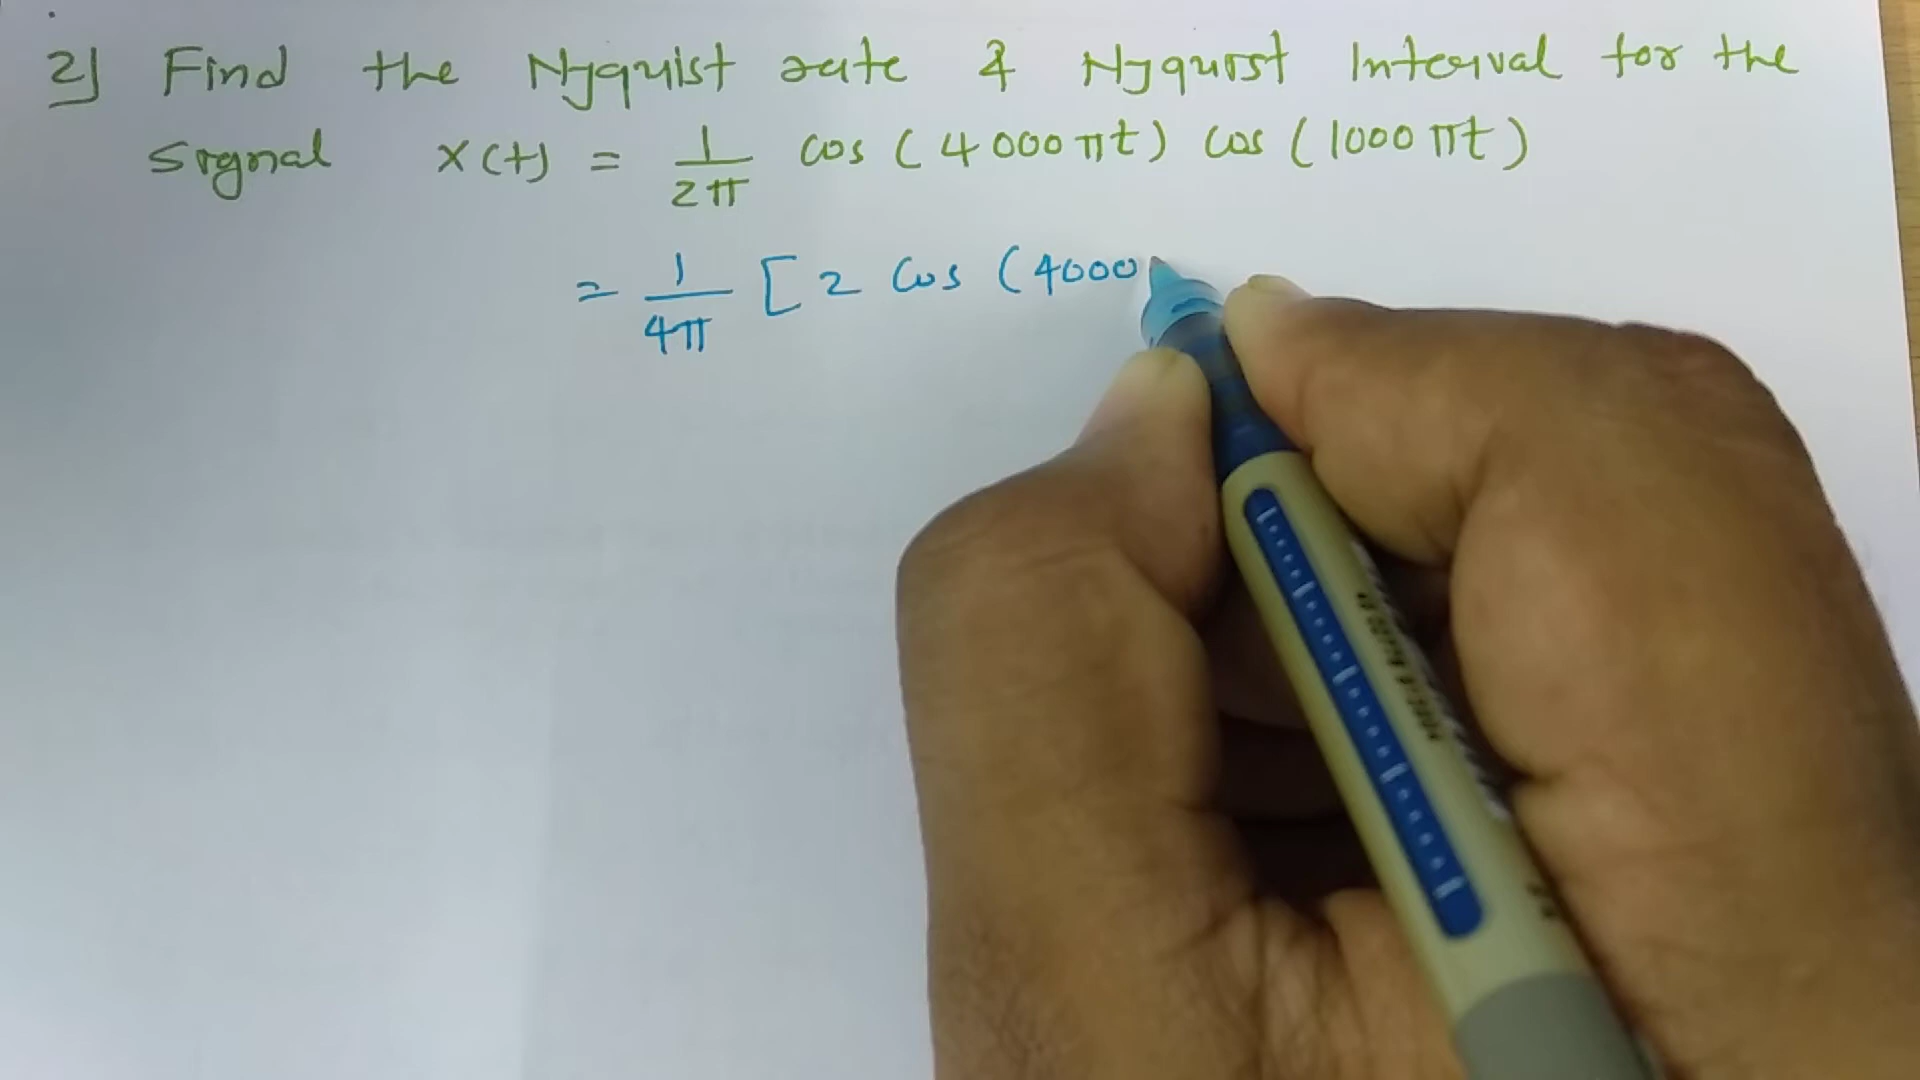 2) Find the Nyquist rate & Nyquist Interval for the
Signal x(t) = 1/2π cos(4000πt) cos(1000πt)
= 1/4π [2 cos(4000